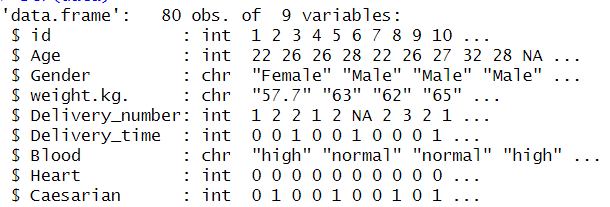 'data.frame':   80 obs. of  9 variables:
 $ id             : int  1 2 3 4 5 6 7 8 9 10 ...
 $ Age            : int  22 26 26 28 22 26 27 32 28 NA ...
 $ Gender         : chr  "Female" "Male" "Male" "Male" ...
 $ weight.kg.     : chr  "57.7" "63" "62" "65" ...
 $ Delivery_number: int  1 2 2 1 2 NA 2 3 2 1 ...
 $ Delivery_time  : int  0 0 1 0 0 1 0 0 0 1 ...
 $ Blood          : chr  "high" "normal" "normal" "high" ...
 $ Heart          : int  0 0 0 0 0 0 0 0 0 0 ...
 $ Caesarian      : int  0 1 0 0 1 0 0 1 0 1 ...